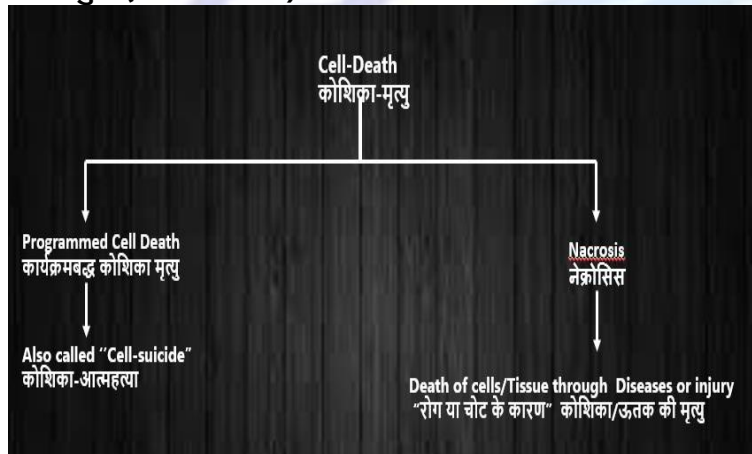 Cell-Death
कोशिका-मृत्यु
Programmed Cell Death
कार्यक्रमबद्ध कोशिका मृत्यु
Nacrosis
नेक्रोसिस
Also called ‘‘Cell-suicide”
कोशिका-आत्महत्या
Death of cells/Tissue through Diseases or injury
“रोग या चोट के कारण” कोशिका/ऊतक की मृत्यु